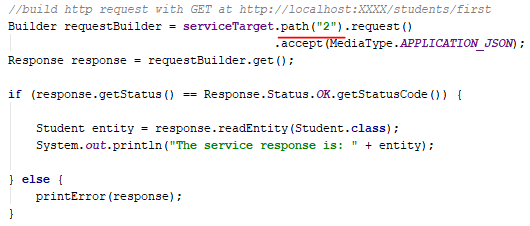 //build http request with GET at http://localhost:XXXX/students/first
Builder requestBuilder = serviceTarget.path("2").request()
.accept(MediaType.APPLICATION_JSON);
Response response = requestBuilder.get();
if (response.getStatus() == Response.Status.OK.getStatusCode()) {
Student entity = response.readEntity(Student.class);
System.out.println("The service response is: " + entity);
} else {
printError(response);
}